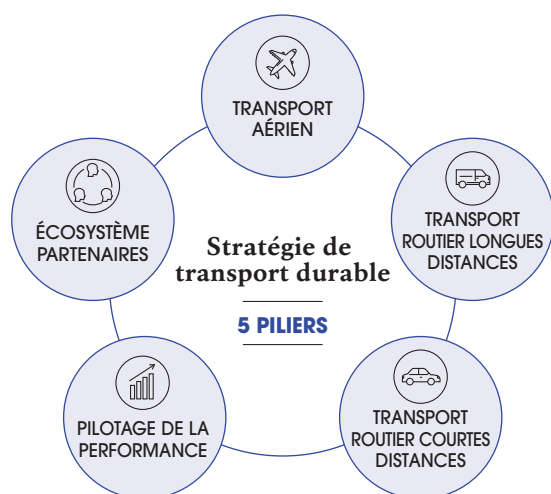 TRANSPORT
AÉRIEN
ÉCOSYSTÈME
PARTENAIRES
TRANSPORT
ROUTIER LONGUES
DISTANCES
Stratégie de
transport durable
5 PILIERS
PILOTAGE DE LA
PERFORMANCE
TRANSPORT
ROUTIER COURTES
DISTANCES